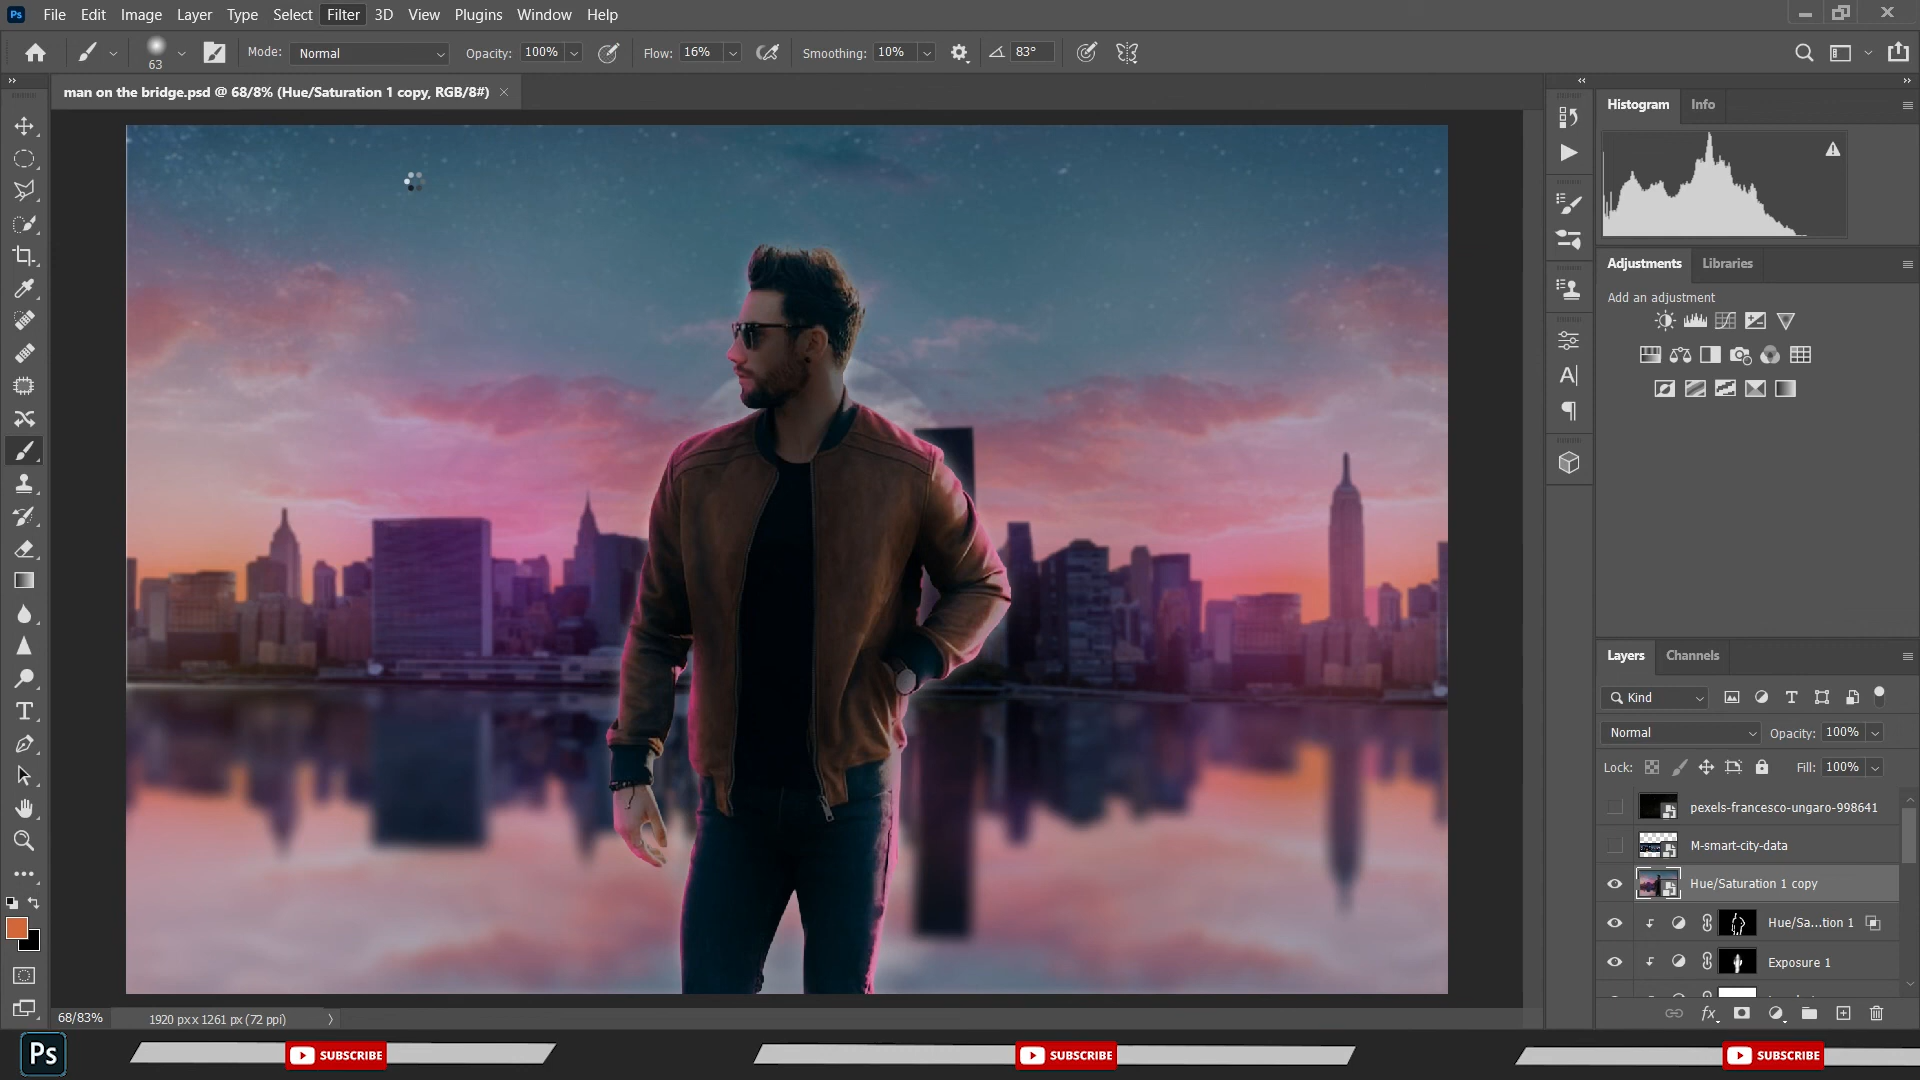 Ps File Edit Image Layer Type Select Filter 3D View Plugins Window Help
63 Mode: Normal Opacity: 100% Flow: 16% Smoothing: 10% 83°
man on the bridge.psd @ 68/8% (Hue/Saturation 1 copy, RGB/8#)
Histogram Info
Adjustments Libraries
Add an adjustment
Layers Channels
Kind
Normal Opacity: 100%
Lock: Fill: 100%
pexels-francesco-ungaro-998641
M-smart-city-data
Hue/Saturation 1 copy
Hue/Sa...tion 1
Exposure 1
68/83% 1920 px x 1261 px (72 ppi)
Ps SUBSCRIBE SUBSCRIBE SUBSCRIBE